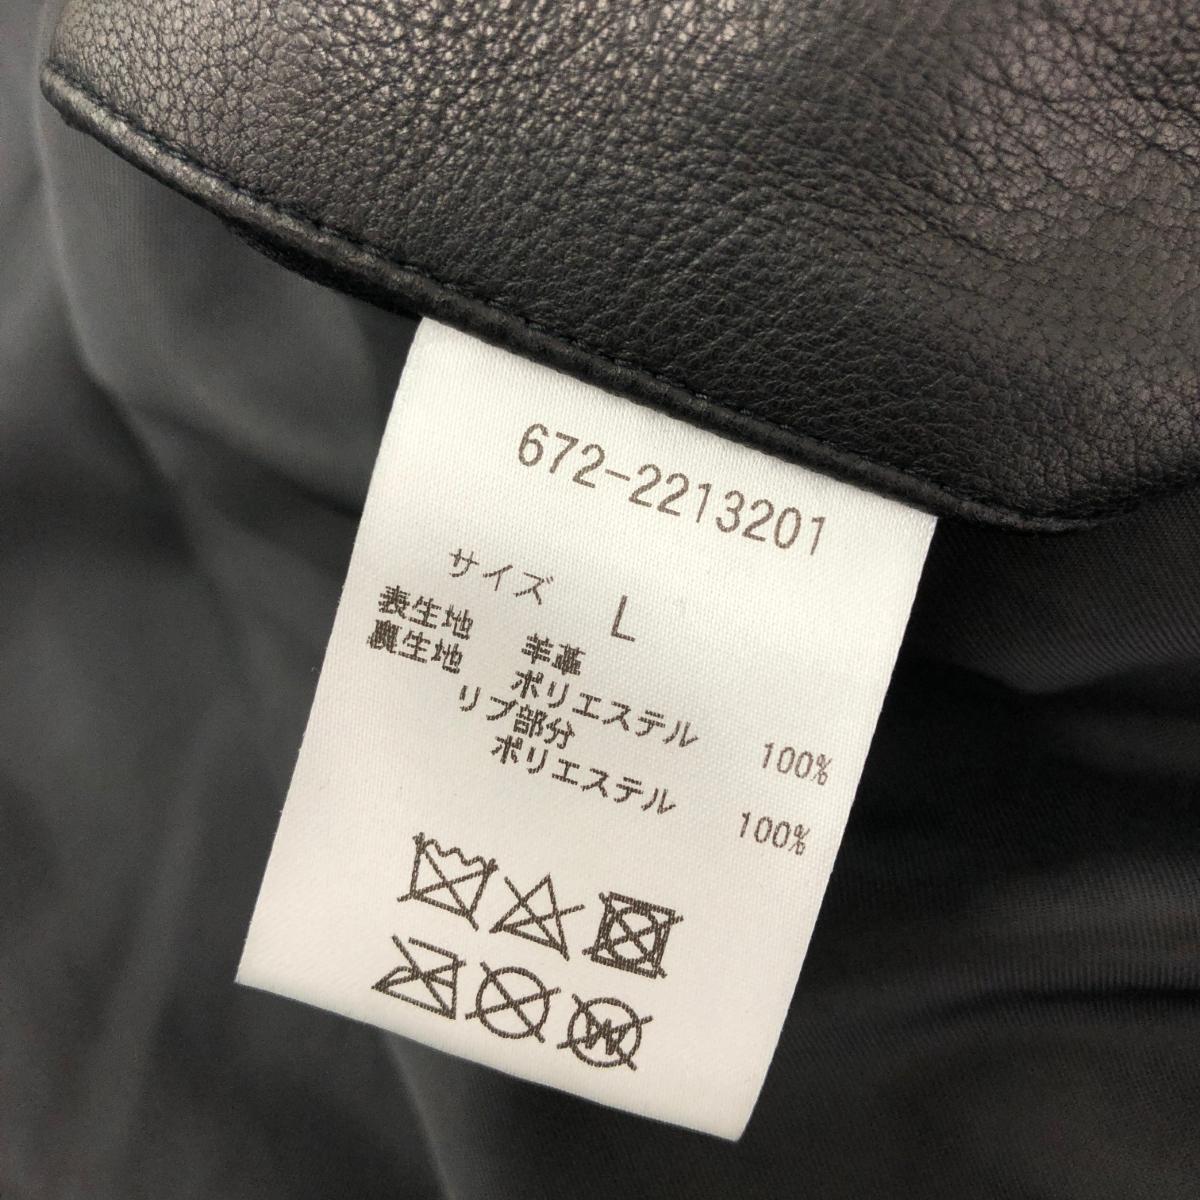 672-2213201
サイズ L
表生地 羊革
裏生地 ポリエステル 100%
リブ部分
ポリエステル 100%
W